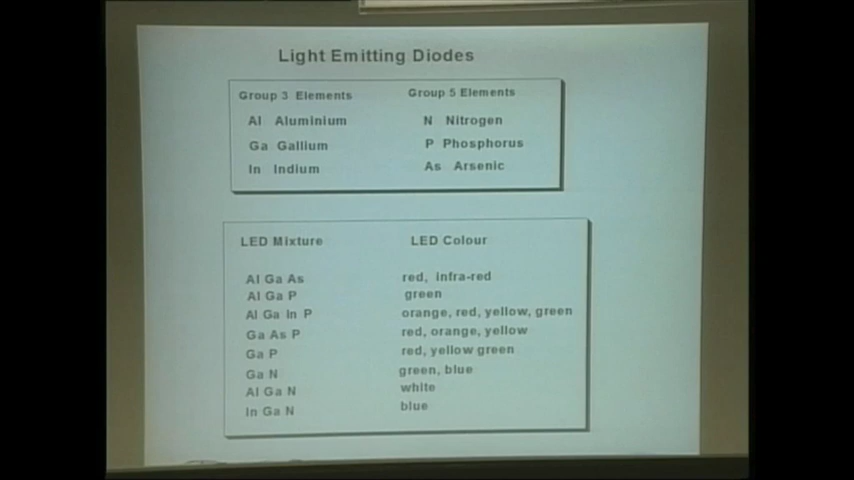 Light Emitting Diodes
Group 3 Elements Group 5 Elements
Al Aluminium N Nitrogen
Ga Gallium P Phosphorus
In Indium As Arsenic
LED Mixture LED Colour
Al Ga As red, infra-red
Al Ga P green
Al Ga In P orange, red, yellow, green
Ga As P red, orange, yellow
Ga P red, yellow green
Ga N green, blue
Al Ga N white
In Ga N blue